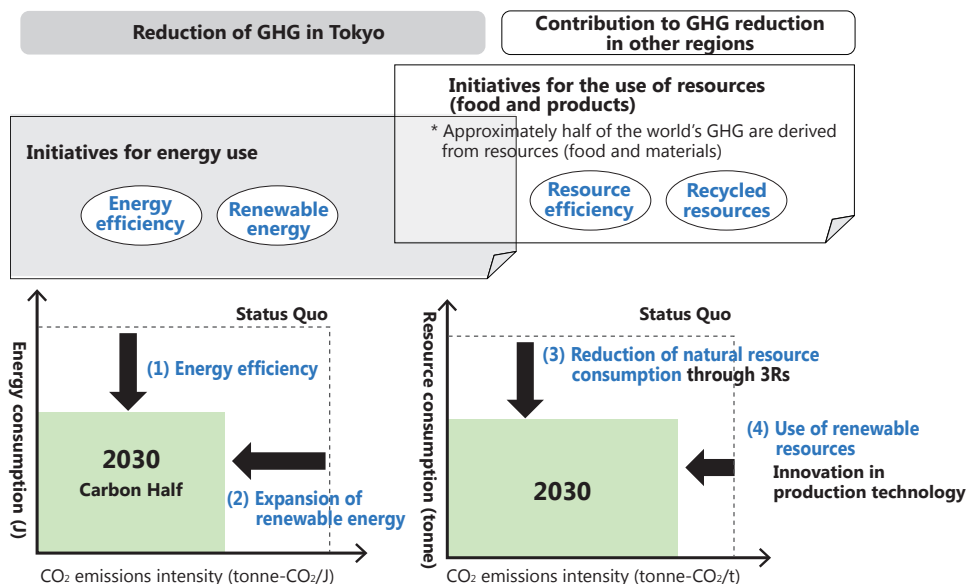 Reduction of GHG in Tokyo
Contribution to GHG reduction
in other regions
Initiatives for the use of resources
(food and products)
* Approximately half of the world's GHG are derived
from resources (food and materials)
Initiatives for energy use
Energy
efficiency
Renewable
energy
Resource
efficiency
Recycled
resources
Energy consumption (J)
Status Quo
(1) Energy efficiency
2030
Carbon Half
(2) Expansion of
renewable energy
CO₂ emissions intensity (tonne-CO₂/J)
Resource consumption (tonne)
Status Quo
(3) Reduction of natural resource
consumption through 3Rs
(4) Use of renewable
resources
Innovation in
production technology
2030
CO₂ emissions intensity (tonne-CO₂/t)